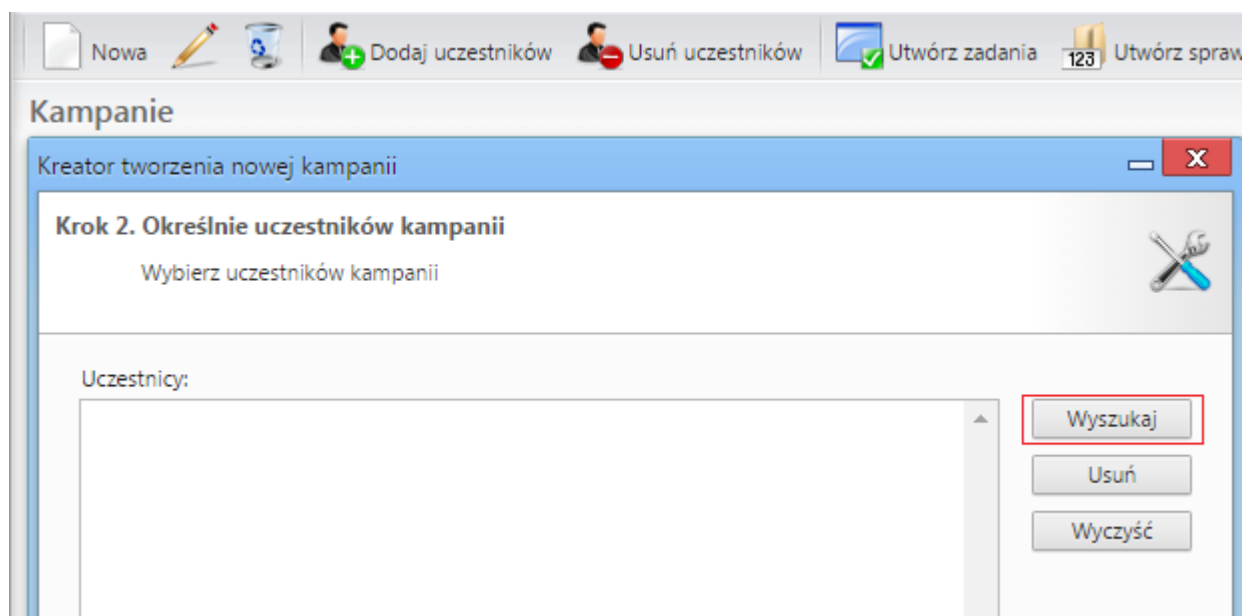 Nowa Dodaj uczestników Usuń uczestników Utwórz zadania 123 Utwórz spraw
Kampanie
Kreator tworzenia nowej kampanii
Krok 2. Określnie uczestników kampanii
Wybierz uczestników kampanii
Uczestnicy:
Wyszukaj
Usuń
Wyczyść